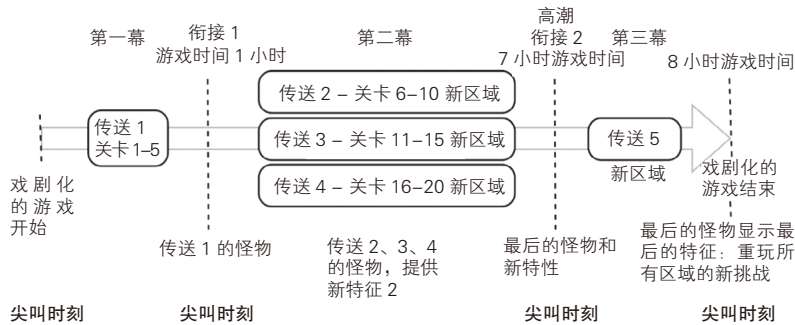 高潮
第一幕
衔接 1
第二幕
衔接 2
第三幕
游戏时间 1 小时
7 小时游戏时间
8 小时游戏时间
传送 2 – 关卡 6–10 新区域
传送 1
关卡 1–5
传送 3 – 关卡 11–15 新区域
传送 5
传送 4 – 关卡 16–20 新区域
新区域
戏剧化
的游戏
开始
戏剧化的
游戏结束
传送 1 的怪物
传送 2、3、4
的怪物，提供
新特征 2
最后的怪物和
新特性
最后的怪物显示最
后的特征：重玩所
有区域的新挑战
尖叫时刻
尖叫时刻
尖叫时刻
尖叫时刻